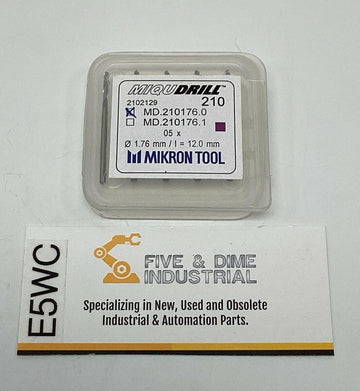 MIQUDRILL
2102129 210
MD.210176.0
MD.210176.1
05 x
Ø 1.76 mm / l = 12.0 mm
MIKRON TOOL
E5WC
FIVE & DIME
INDUSTRIAL
Specializing in New, Used and Obsolete
Industrial & Automation Parts.